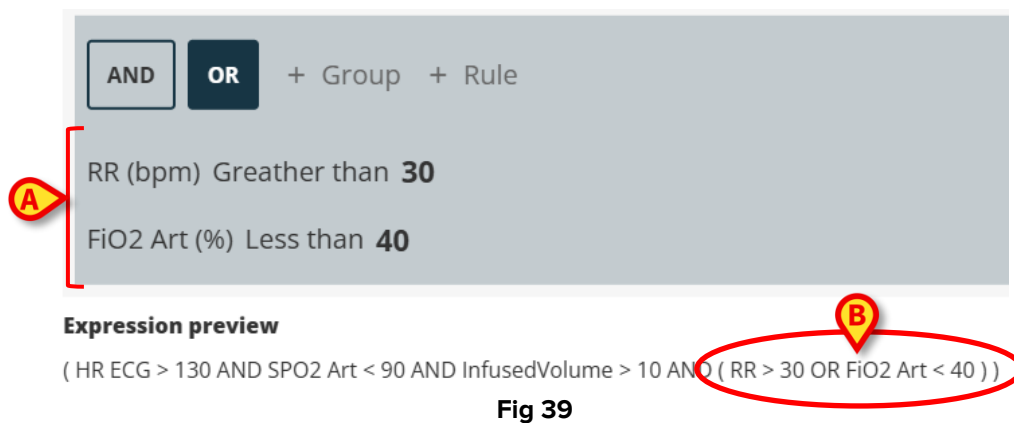 AND OR + Group + Rule
A
RR (bpm) Greather than 30
FiO2 Art (%) Less than 40
B
Expression preview
( HR ECG > 130 AND SPO2 Art < 90 AND InfusedVolume > 10 AND ( RR > 30 OR FiO2 Art < 40 ) )
Fig 39